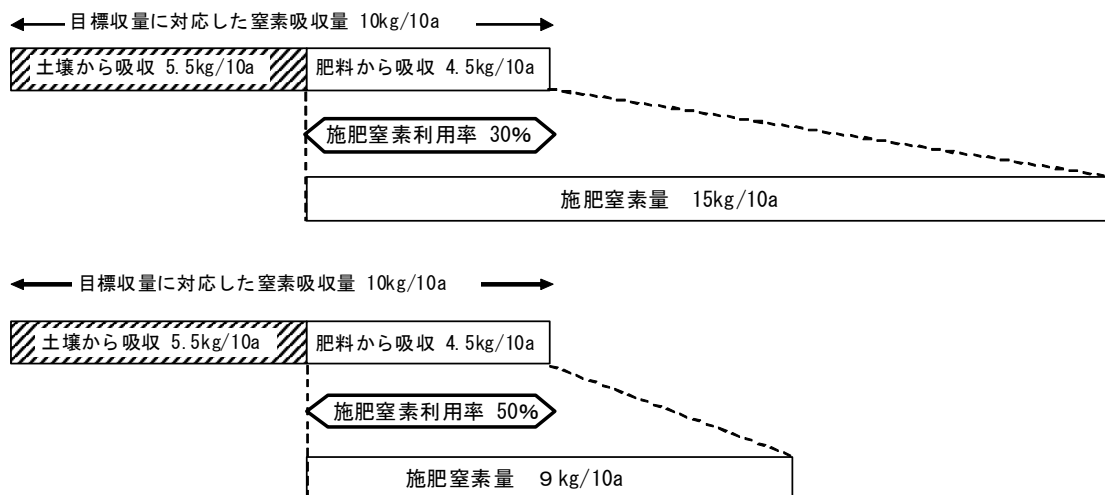 目標収量に対応した窒素吸収量 10kg/10a
土壌から吸収 5.5kg/10a 肥料から吸収 4.5kg/10a
施肥窒素利用率 30%
施肥窒素量 15kg/10a
目標収量に対応した窒素吸収量 10kg/10a
土壌から吸収 5.5kg/10a 肥料から吸収 4.5kg/10a
施肥窒素利用率 50%
施肥窒素量 9kg/10a